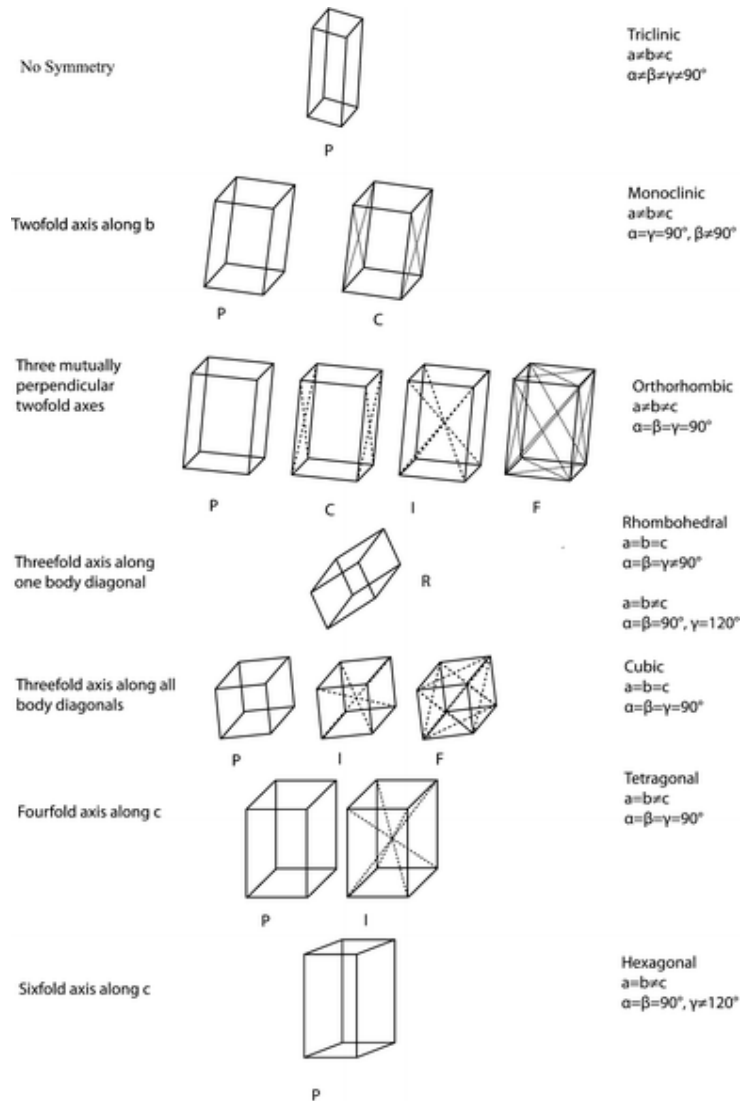 No Symmetry
P
Triclinic
a≠b≠c
α≠β≠γ≠90°
Twofold axis along b
P
C
Monoclinic
a≠b≠c
α=γ=90°, β≠90°
Three mutually
perpendicular
twofold axes
P
C
I
F
Orthorhombic
a≠b≠c
α=β=γ=90°
Threefold axis along
one body diagonal
R
Rhombohedral
a=b=c
α=β=γ≠90°
a=b≠c
α=β=90°, γ=120°
Threefold axis along all
body diagonals
P
I
F
Cubic
a=b=c
α=β=γ=90°
Fourfold axis along c
P
I
Tetragonal
a=b≠c
α=β=γ=90°
Sixfold axis along c
P
Hexagonal
a=b≠c
α=β=90°, γ≠120°